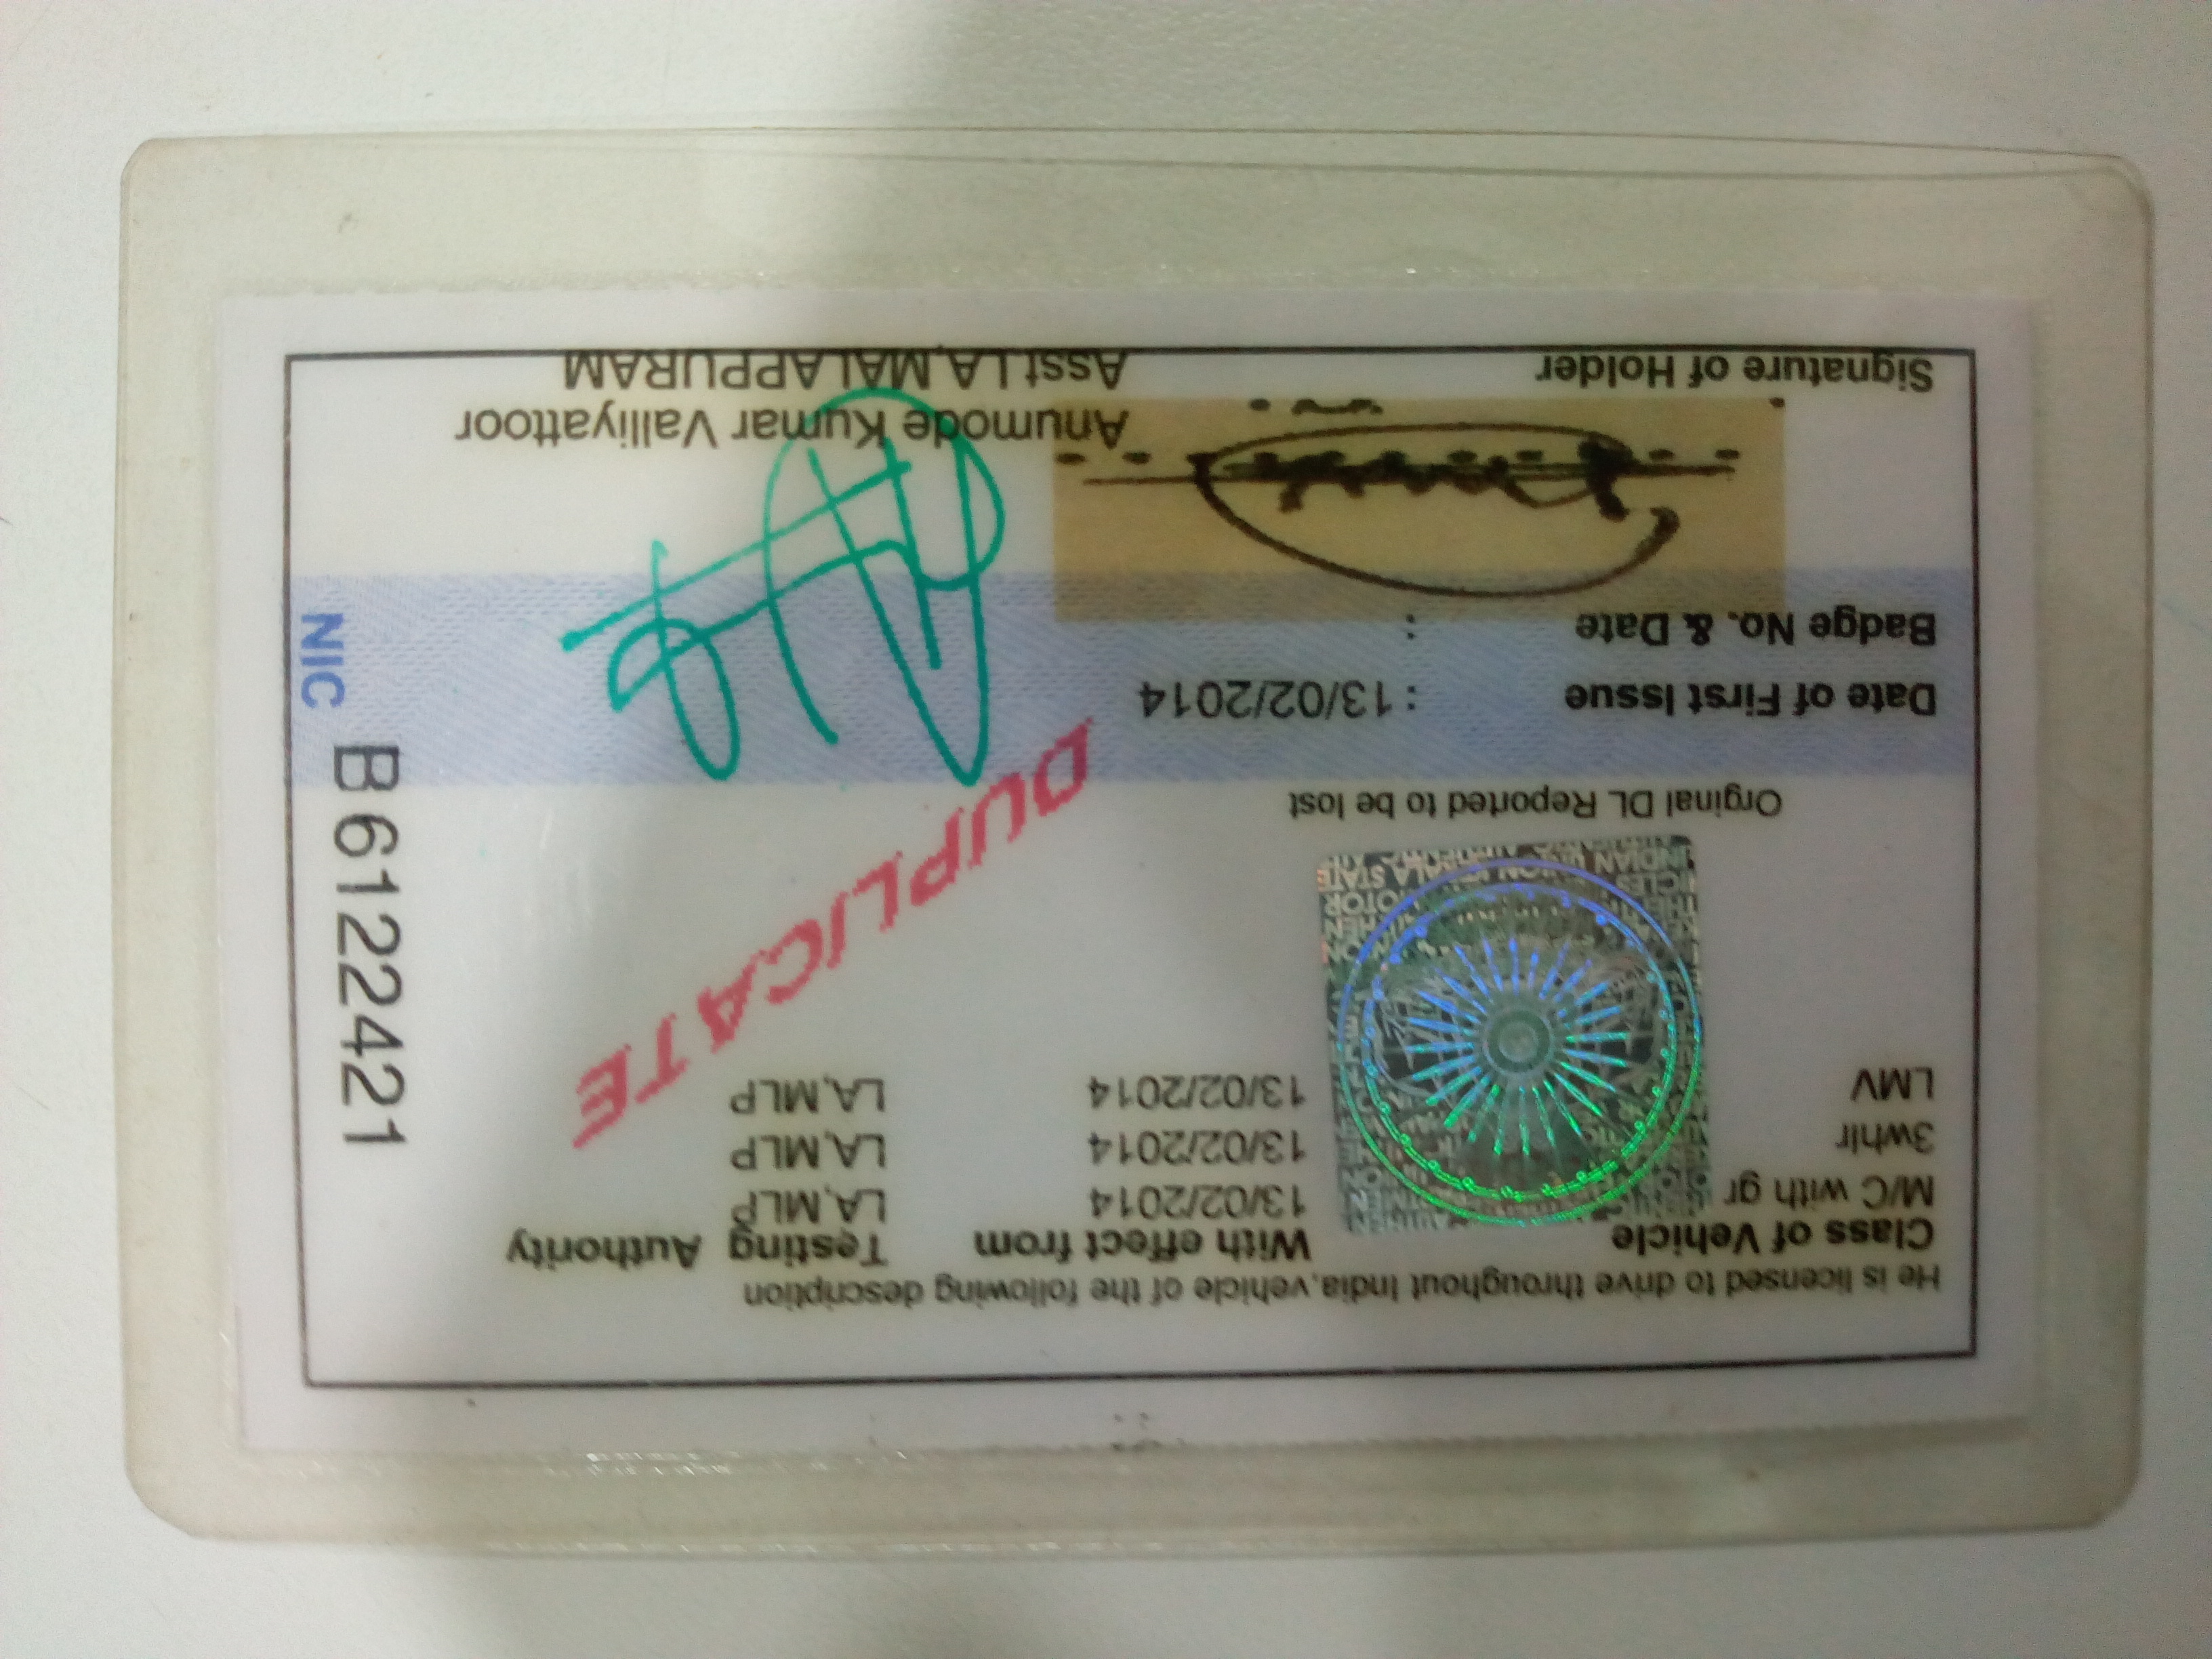 He is licensed to drive throughout India,vehicle of the following description
Class of Vehicle With effect from Testing Authority
M/C with gr 13/02/2014 LA,MLP
3whlr 13/02/2014 LA,MLP
LMV 13/02/2014 LA,MLP
DUPLICATE
Orginal DL Reported to be lost
Date of First Issue : 13/02/2014
Badge No. & Date :
Anumode Kumar Valliyattoor
Signature of Holder Asst.LA,MALAPPURAM
B6122421
NIC